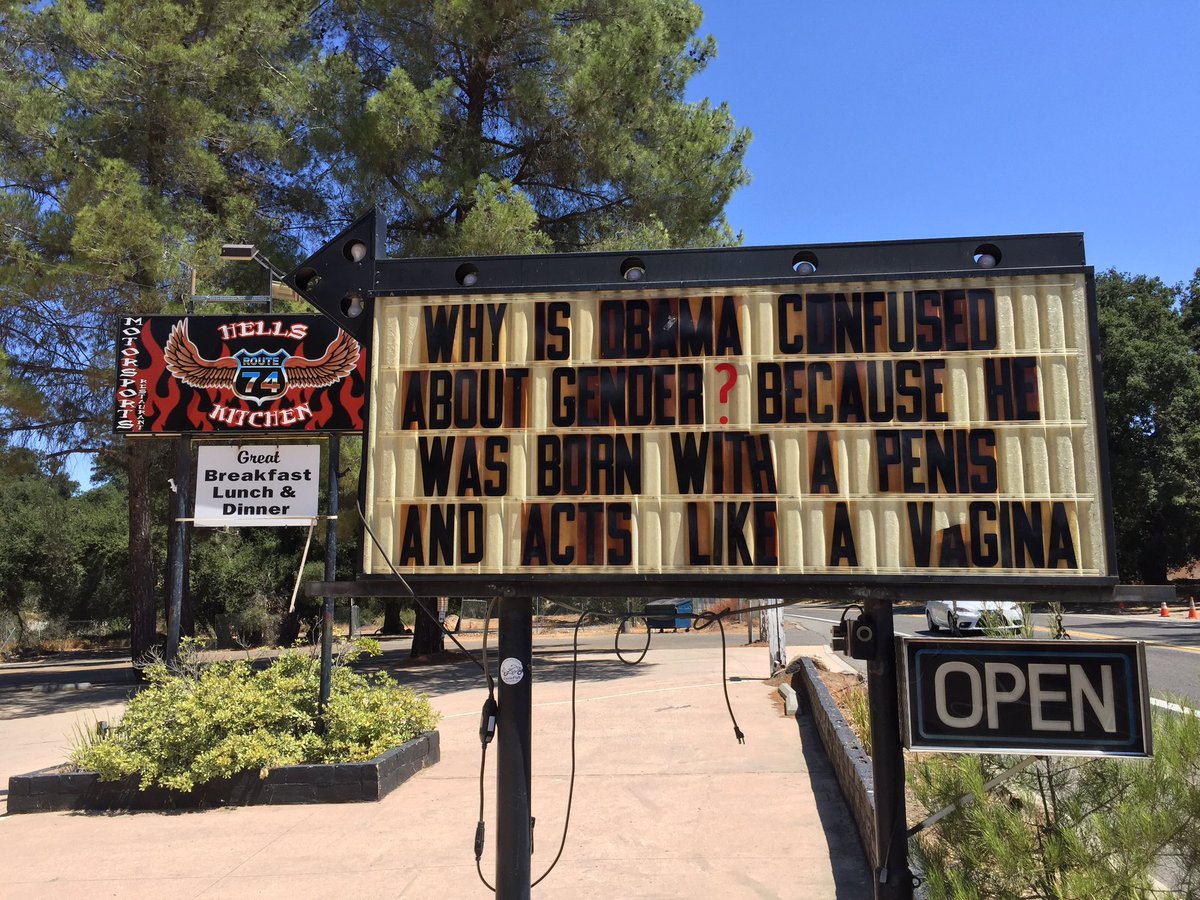 HELLS
MOTORSPORTS
RESTAURANT
ROUTE
74
KITCHEN
Great
Breakfast
Lunch &
Dinner
WHY IS OBAMA CONFUSED
ABOUT GENDER? BECAUSE HE
WAS BORN WITH A PENIS
AND ACTS LIKE A VAGINA
OPEN